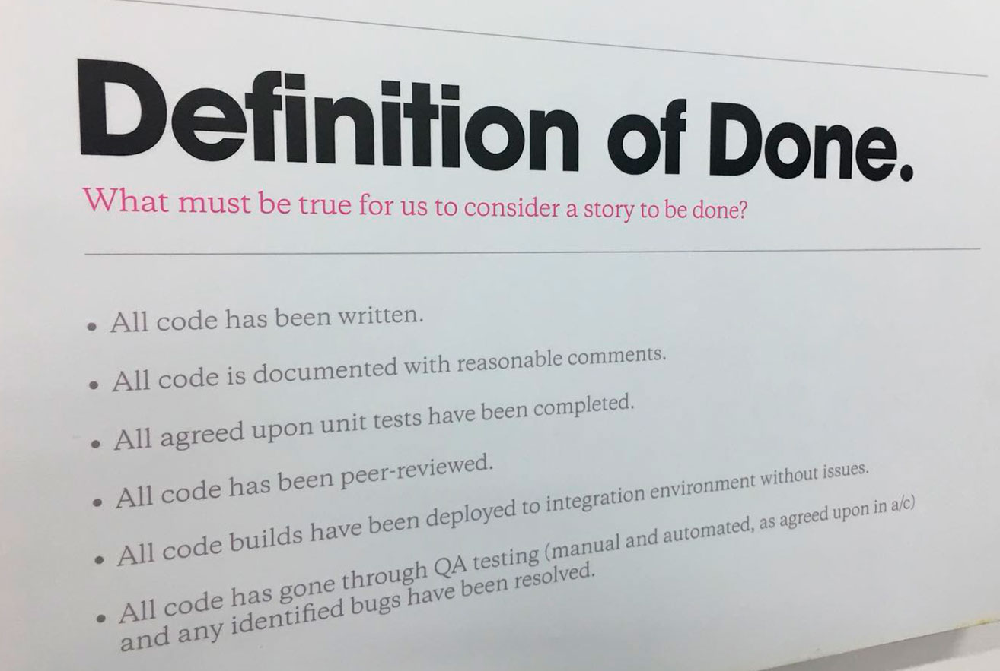 Definition of Done.
What must be true for us to consider a story to be done?
• All code has been written.
• All code is documented with reasonable comments.
• All agreed upon unit tests have been completed.
• All code has been peer-reviewed.
• All code builds have been deployed to integration environment without issues.
• All code has gone through QA testing (manual and automated, as agreed upon in a/c)
and any identified bugs have been resolved.